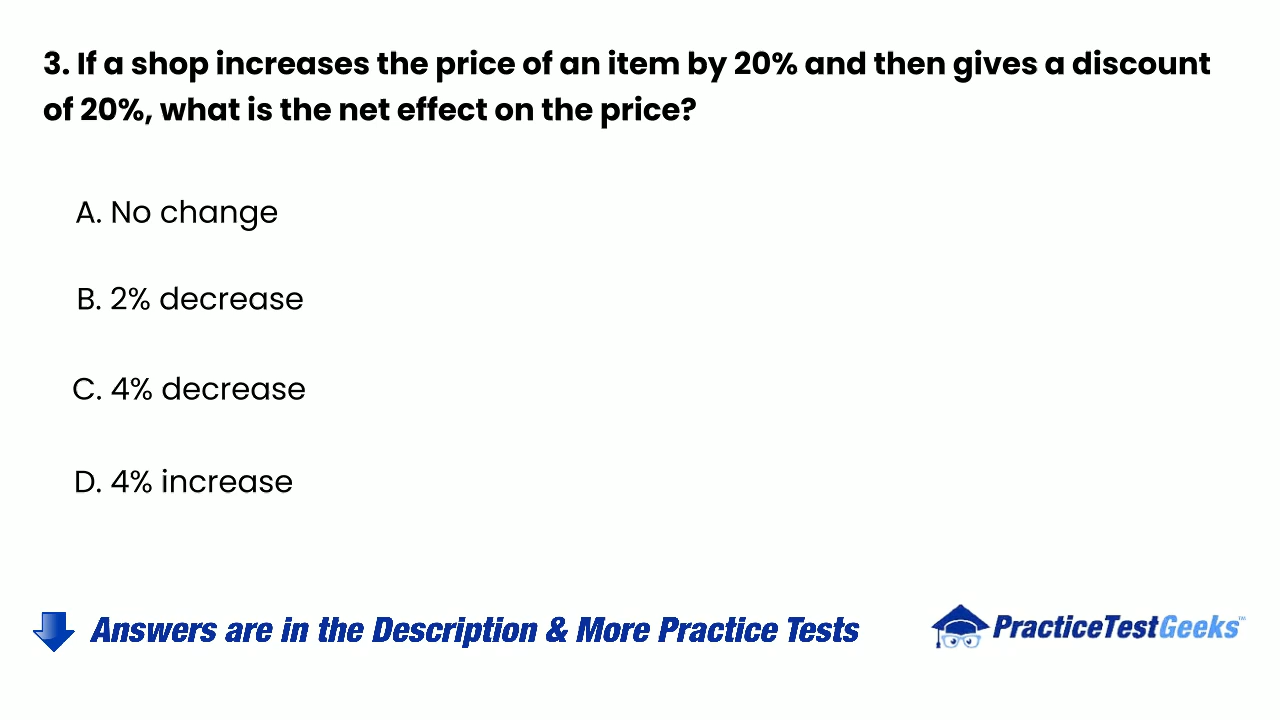 3. If a shop increases the price of an item by 20% and then gives a discount
of 20%, what is the net effect on the price?
A. No change
B. 2% decrease
C. 4% decrease
D. 4% increase
Answers are in the Description & More Practice Tests
PracticeTestGeeks™